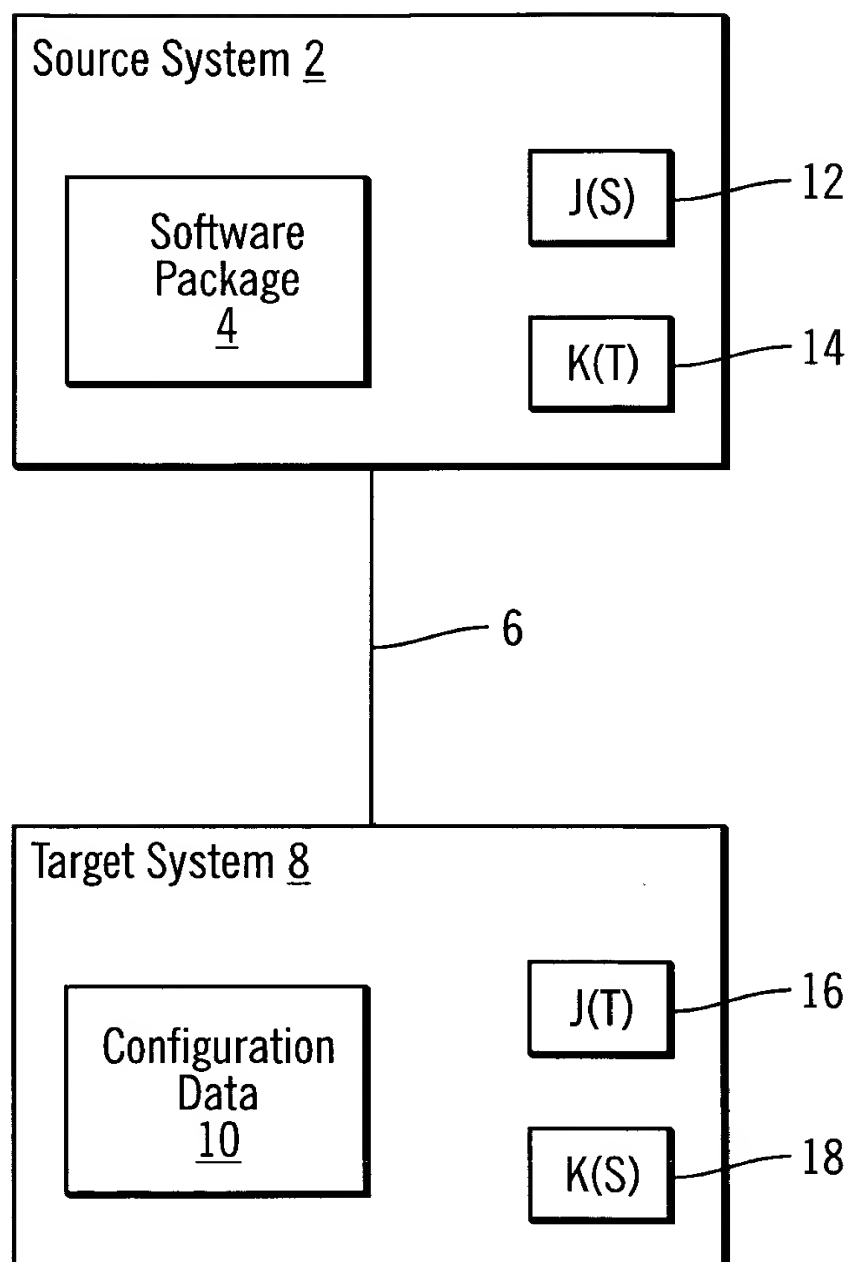 Source System 2
Software
Package
4
J(S)
12
K(T)
14
6
Target System 8
Configuration
Data
10
J(T)
16
K(S)
18